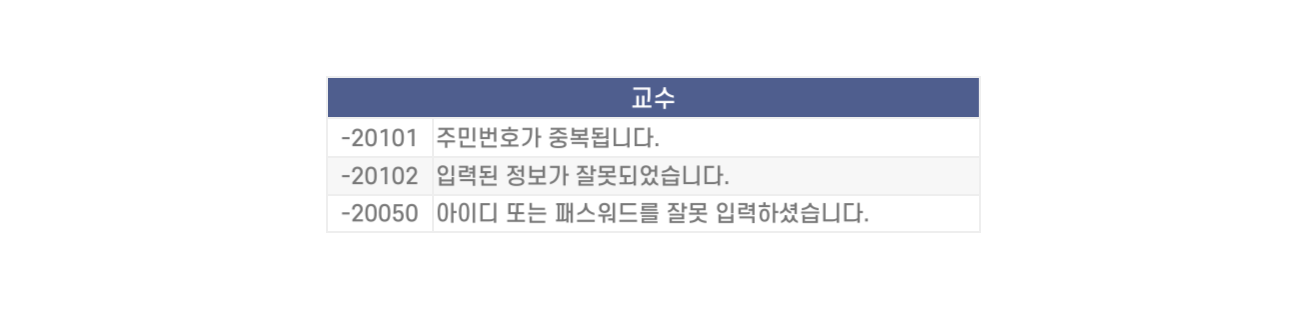 교수
-20101 주민번호가 중복됩니다.
-20102 입력된 정보가 잘못되었습니다.
-20050 아이디 또는 패스워드를 잘못 입력하셨습니다.